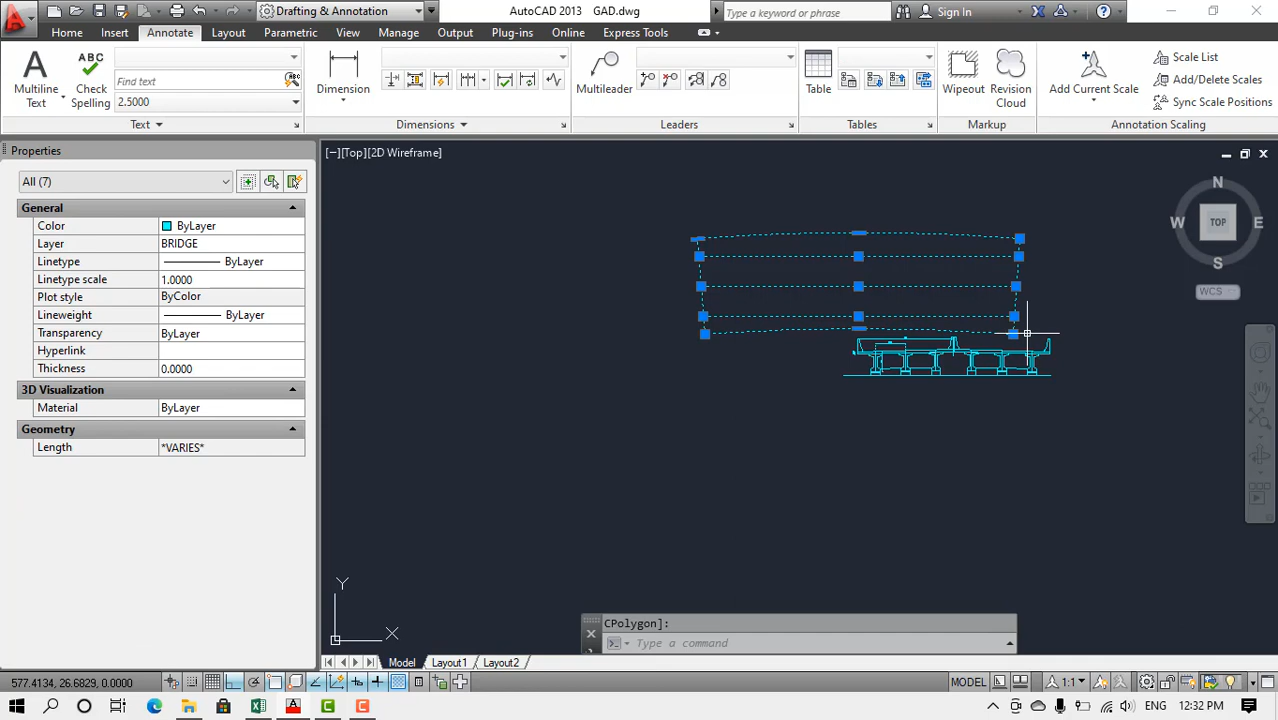 Drafting & Annotation
AutoCAD 2013 GAD.dwg
Type a keyword or phrase
Sign In
Home Insert Annotate Layout Parametric View Manage Output Plug-ins Online Express Tools
Multiline Text
Check Spelling
Find text
2.5000
Dimension
Multileader
Table
Wipeout
Revision Cloud
Add Current Scale
Scale List
Add/Delete Scales
Sync Scale Positions
Text
Dimensions
Leaders
Tables
Markup
Annotation Scaling
Properties
[−][Top][2D Wireframe]
All (7)
General
Color ByLayer
Layer BRIDGE
Linetype ByLayer
Linetype scale 1.0000
Plot style ByColor
Lineweight ByLayer
Transparency ByLayer
Hyperlink
Thickness 0.0000
3D Visualization
Material ByLayer
Geometry
Length *VARIES*
N
W TOP E
S
WCS
Y
X
CPolygon]:
Type a command
Model Layout1 Layout2
577.4134, 26.6829, 0.0000
MODEL
1:1
ENG
12:32 PM